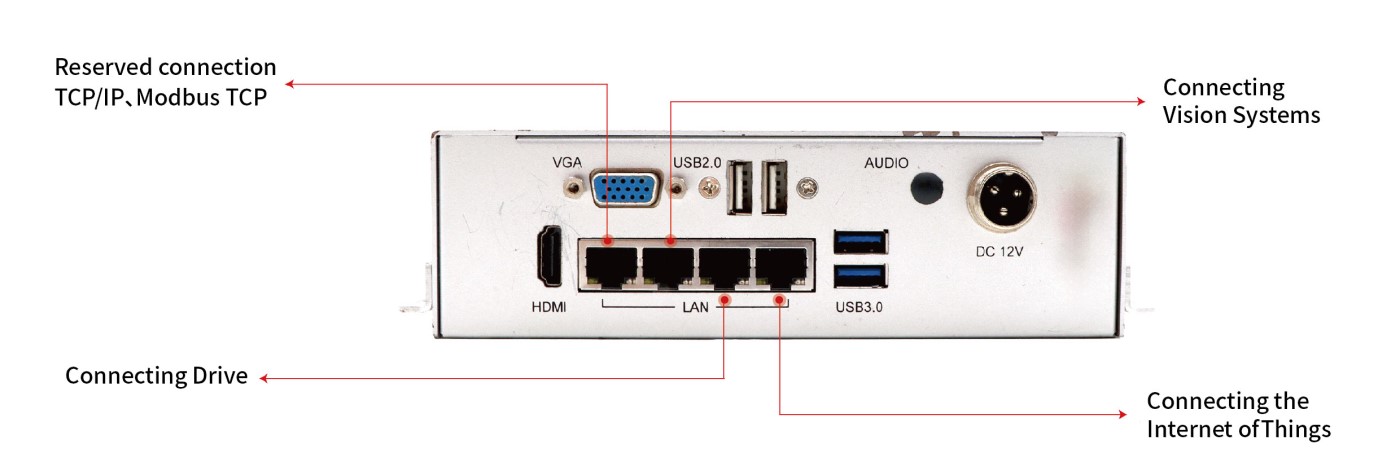 Reserved connection
TCP/IP、Modbus TCP
Connecting
Vision Systems
VGA
USB2.0
AUDIO
DC 12V
HDMI
LAN
USB3.0
Connecting Drive
Connecting the
Internet ofThings